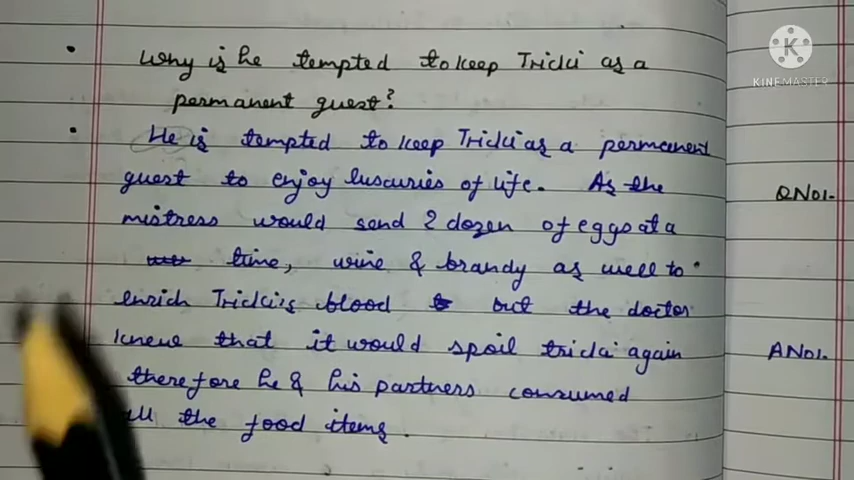 Why is he tempted to keep Tricki as a
permanent guest?
He is tempted to keep Tricki as a permanent
guest to enjoy luscuries of life. As the
mistress would send 2 dozen of eggs at a
time, wine & brandy as well to
enrich Tricki's blood but the doctor
knew that it would spoil tricki again
therefore he & his partners consumed
all the food items.
QNO1.
ANO1.
KINEMASTER